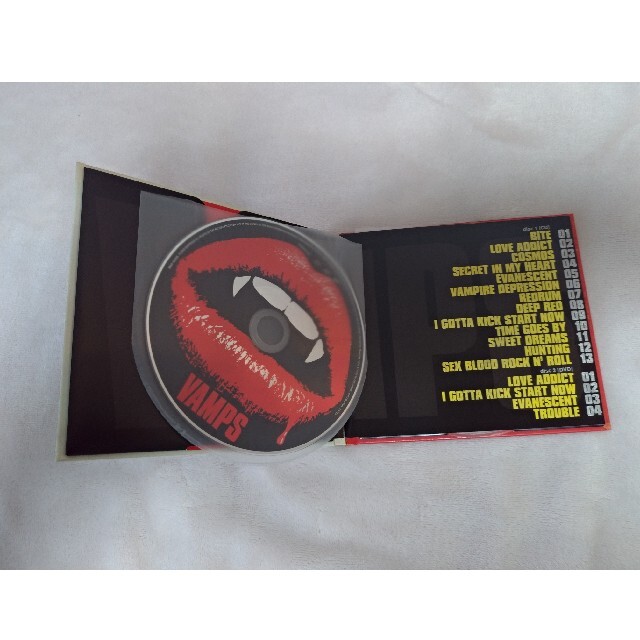 VAMPS
disc 1 [CD]
BITE 01
LOVE ADDICT 02
COSMOS 03
SECRET IN MY HEART 04
EVANESCENT 05
VAMPIRE DEPRESSION 06
REDRUM 07
DEEP RED 08
I GOTTA KICK START NOW 09
TIME GOES BY 10
SWEET DREAMS 11
HUNTING 12
SEX BLOOD ROCK N' ROLL 13
disc 2 [DVD]
LOVE ADDICT 01
I GOTTA KICK START NOW 02
EVANESCENT 03
TROUBLE 04